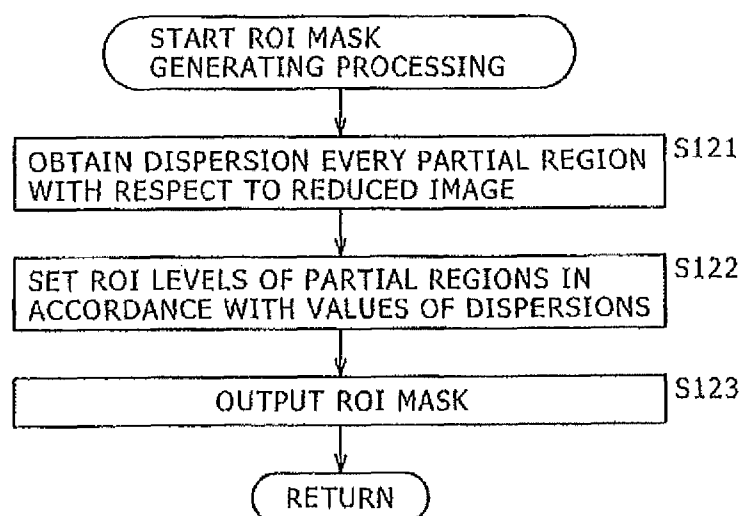 START ROI MASK
GENERATING PROCESSING
OBTAIN DISPERSION EVERY PARTIAL REGION
WITH RESPECT TO REDUCED IMAGE
S121
SET ROI LEVELS OF PARTIAL REGIONS IN
ACCORDANCE WITH VALUES OF DISPERSIONS
S122
OUTPUT ROI MASK
S123
RETURN